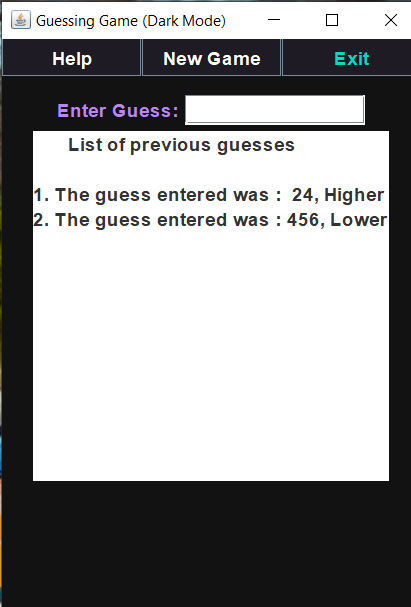 Guessing Game (Dark Mode)
Help New Game Exit
Enter Guess:
List of previous guesses
1. The guess entered was :  24, Higher
2. The guess entered was : 456, Lower